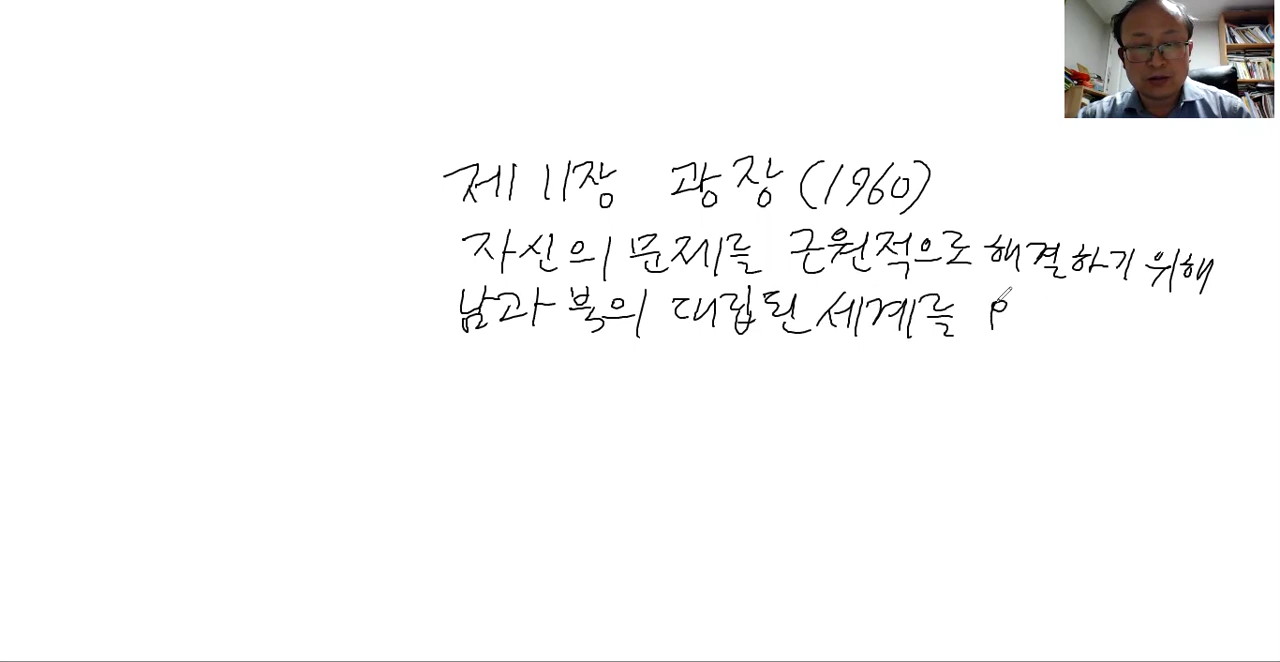 제 11장 광장(1960)
자신의 문제를 근원적으로 해결하기 위해
남과 북의 대립된 세계를